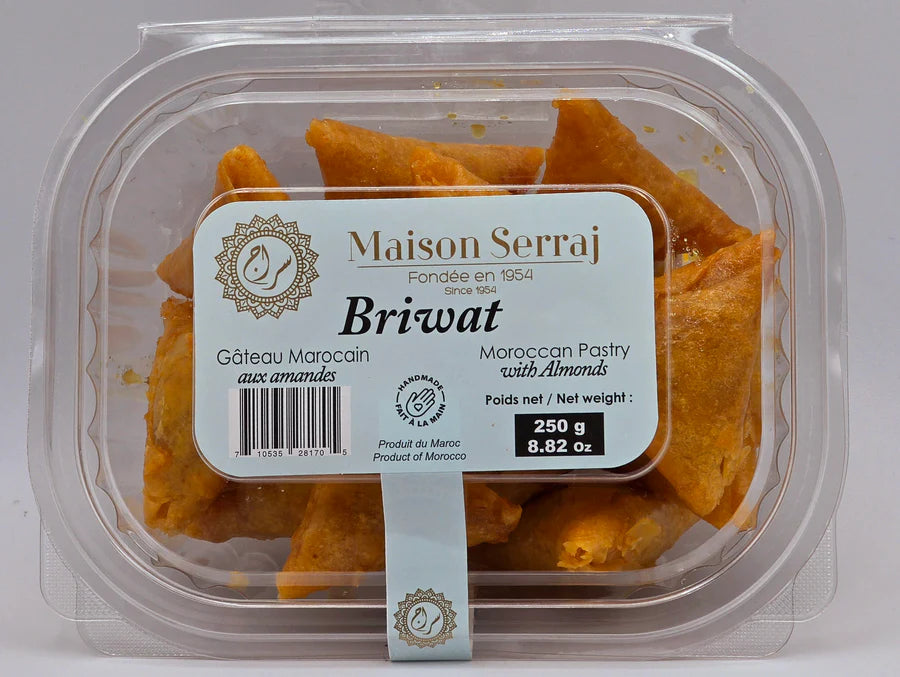 سراج
Maison Serraj
Fondée en 1954
Since 1954
Briwat
Gâteau Marocain
aux amandes
Moroccan Pastry
with Almonds
HANDMADE
FAIT À LA MAIN
Poids net / Net weight :
250 g
8.82 Oz
7 10535 28170 5
Produit du Maroc
Product of Morocco
سراج